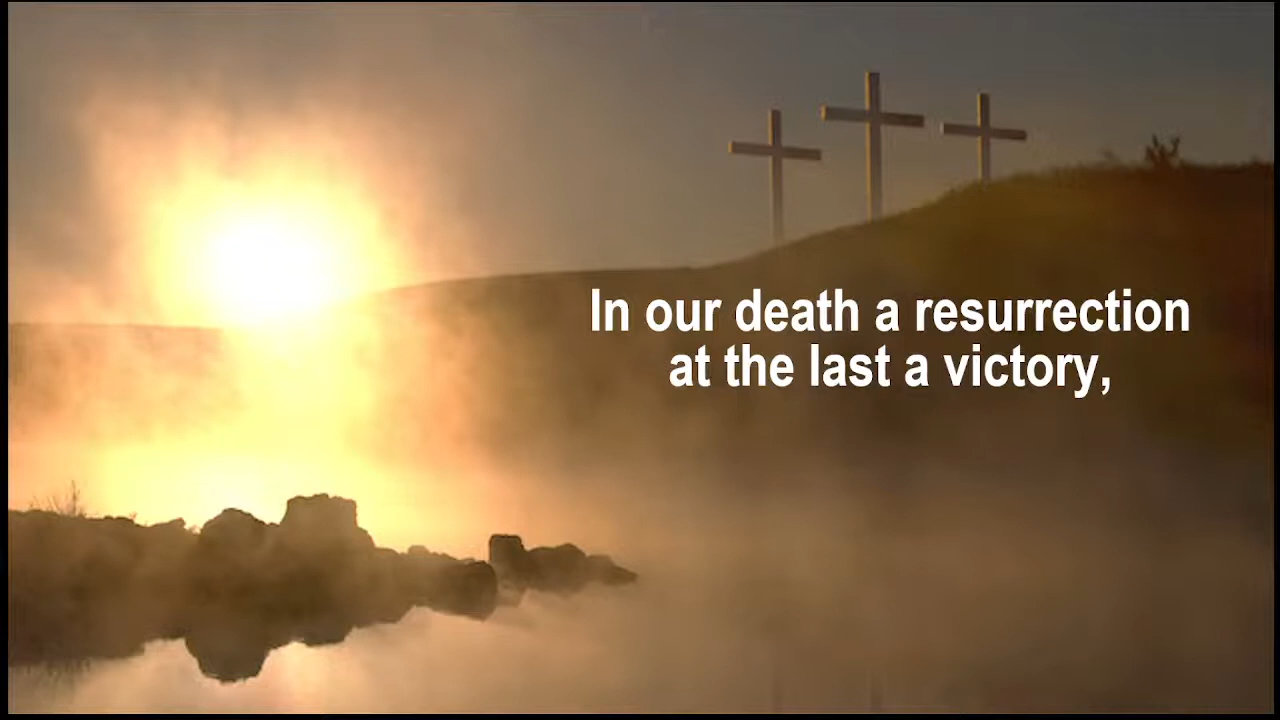 In our death a resurrection
at the last a victory,